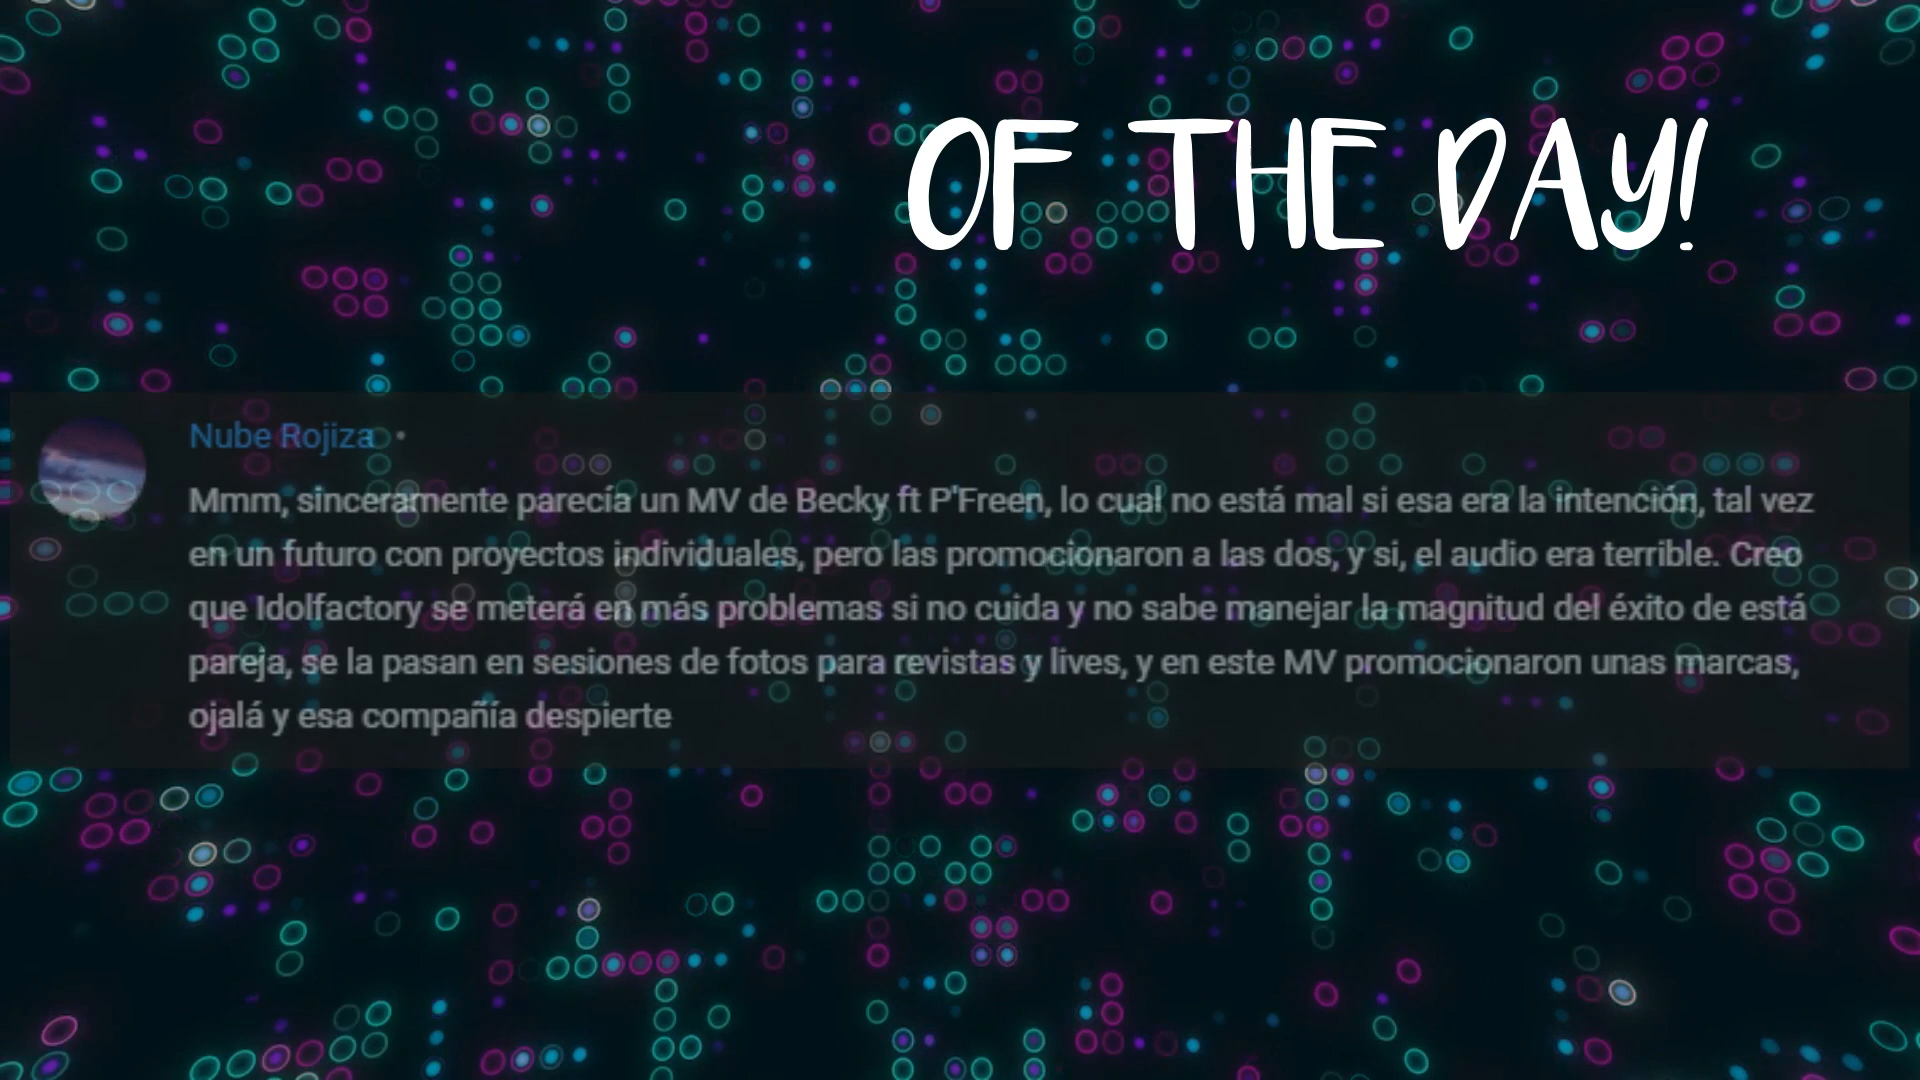 OF THE DAY!
Nube Rojiza •
Mmm, sinceramente parecía un MV de Becky ft P'Freen, lo cual no está mal si esa era la intención, tal vez
en un futuro con proyectos individuales, pero las promocionaron a las dos, y si, el audio era terrible. Creo
que Idolfactory se meterá en más problemas si no cuida y no sabe manejar la magnitud del éxito de está
pareja, se la pasan en sesiones de fotos para revistas y lives, y en este MV promocionaron unas marcas,
ojalá y esa compañía despierte